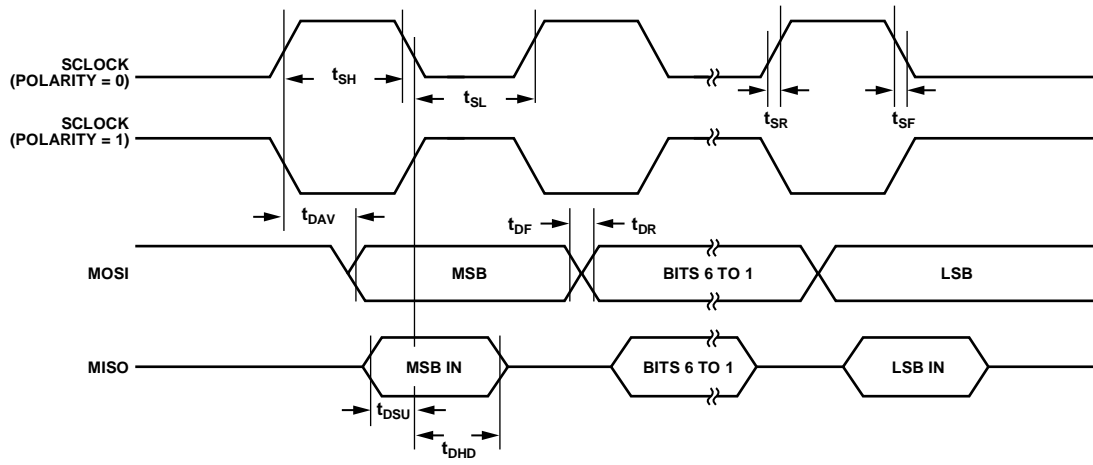 SCLOCK
(POLARITY = 0)
tSH
tSL
tSR
tSF
SCLOCK
(POLARITY = 1)
tDAV
tDF
tDR
MOSI
MSB
BITS 6 TO 1
LSB
MISO
MSB IN
BITS 6 TO 1
LSB IN
tDSU
tDHD